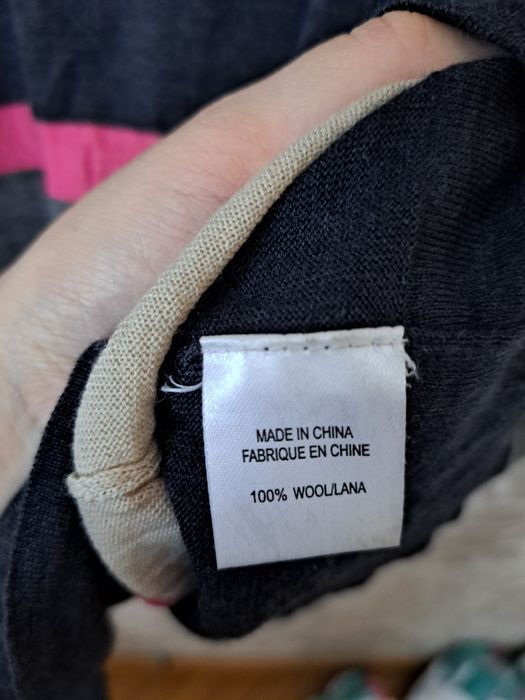 MADE IN CHINA
FABRIQUE EN CHINE
100% WOOL/LANA